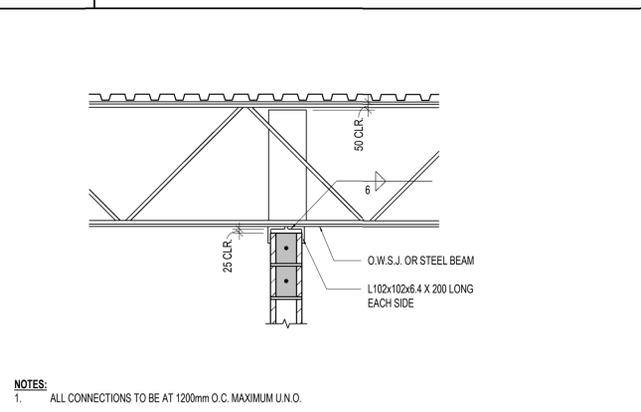 50 CLR.
6
25 CLR.
O.W.S.J. OR STEEL BEAM
L102x102x6.4 X 200 LONG
EACH SIDE
NOTES:
1. ALL CONNECTIONS TO BE AT 1200mm O.C. MAXIMUM U.N.O.